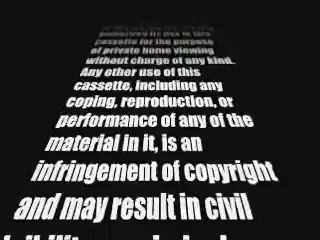 cassette for the purpose
of private home viewing
without charge of any kind.
Any other use of this
cassette, including any
coping, reproduction, or
performance of any of the
material in it, is an
infringement of copyright
and may result in civil